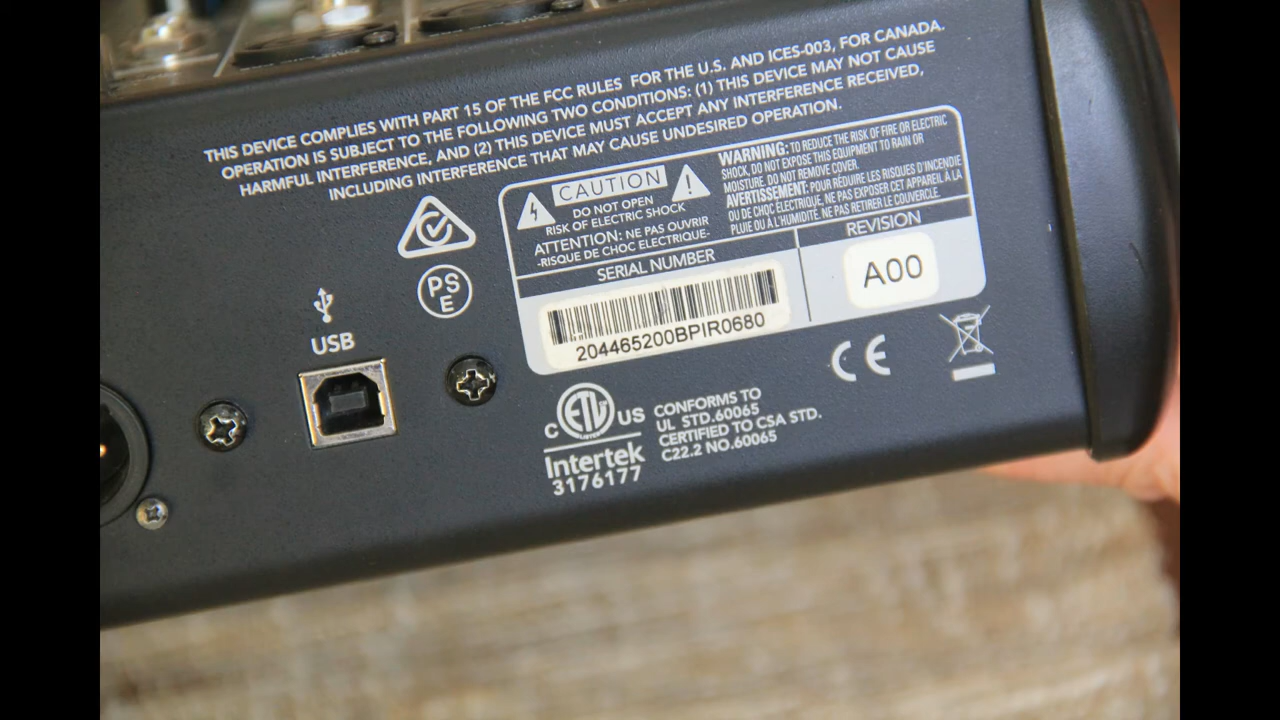 THIS DEVICE COMPLIES WITH PART 15 OF THE FCC RULES FOR THE U.S. AND ICES-003, FOR CANADA.
OPERATION IS SUBJECT TO THE FOLLOWING TWO CONDITIONS: (1) THIS DEVICE MAY NOT CAUSE
HARMFUL INTERFERENCE, AND (2) THIS DEVICE MUST ACCEPT ANY INTERFERENCE RECEIVED,
INCLUDING INTERFERENCE THAT MAY CAUSE UNDESIRED OPERATION.
CAUTION
DO NOT OPEN
RISK OF ELECTRIC SHOCK
ATTENTION: NE PAS OUVRIR
-RISQUE DE CHOC ELECTRIQUE-
WARNING: TO REDUCE THE RISK OF FIRE OR ELECTRIC
SHOCK, DO NOT EXPOSE THIS EQUIPMENT TO RAIN OR
MOISTURE. DO NOT REMOVE COVER.
AVERTISSEMENT: POUR RÉDUIRE LES RISQUES D'INCENDIE
OU DE CHOC ÉLECTRIQUE, NE PAS EXPOSER CET APPAREIL À LA
PLUIE OU À L'HUMIDITÉ. NE PAS RETIRER LE COUVERCLE.
SERIAL NUMBER
204465200BPIR0680
REVISION
A00
PS
E
USB
CE
C ETL US
LISTED
Intertek
3176177
CONFORMS TO
UL STD.60065
CERTIFIED TO CSA STD.
C22.2 NO.60065